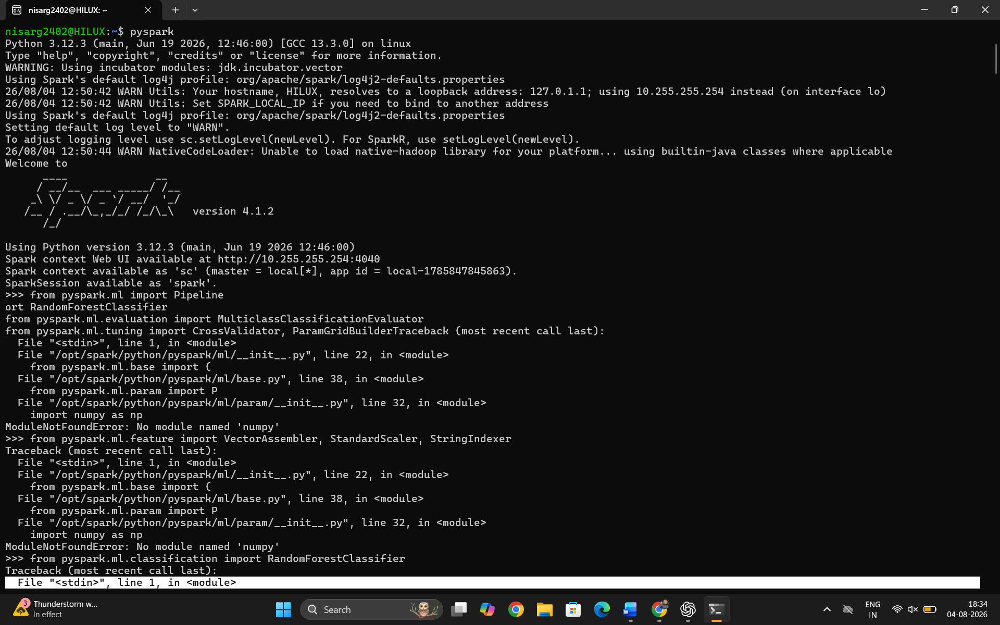 nisarg2402@HILUX: ~
nisarg2402@HILUX:~$ pyspark
Python 3.12.3 (main, Jun 19 2026, 12:46:00) [GCC 13.3.0] on linux
Type "help", "copyright", "credits" or "license" for more information.
WARNING: Using incubator modules: jdk.incubator.vector
Using Spark's default log4j profile: org/apache/spark/log4j2-defaults.properties
26/08/04 12:50:42 WARN Utils: Your hostname, HILUX, resolves to a loopback address: 127.0.1.1; using 10.255.255.254 instead (on interface lo)
26/08/04 12:50:42 WARN Utils: Set SPARK_LOCAL_IP if you need to bind to another address
Using Spark's default log4j profile: org/apache/spark/log4j2-defaults.properties
Setting default log level to "WARN".
To adjust logging level use sc.setLogLevel(newLevel). For SparkR, use setLogLevel(newLevel).
26/08/04 12:50:44 WARN NativeCodeLoader: Unable to load native-hadoop library for your platform... using builtin-java classes where applicable
Welcome to
      ____              __
     / __/__  ___ _____/ /__
    _\ \/ _ \/ _ `/ __/  '_/
   /__ / .__/\_,_/_/ /_/\_\   version 4.1.2
      /_/
Using Python version 3.12.3 (main, Jun 19 2026 12:46:00)
Spark context Web UI available at http://10.255.255.254:4040
Spark context available as 'sc' (master = local[*], app id = local-1785847845863).
SparkSession available as 'spark'.
>>> from pyspark.ml import Pipeline
ort RandomForestClassifier
from pyspark.ml.evaluation import MulticlassClassificationEvaluator
from pyspark.ml.tuning import CrossValidator, ParamGridBuilderTraceback (most recent call last):
  File "<stdin>", line 1, in <module>
  File "/opt/spark/python/pyspark/ml/__init__.py", line 22, in <module>
    from pyspark.ml.base import (
  File "/opt/spark/python/pyspark/ml/base.py", line 38, in <module>
    from pyspark.ml.param import P
  File "/opt/spark/python/pyspark/ml/param/__init__.py", line 32, in <module>
    import numpy as np
ModuleNotFoundError: No module named 'numpy'
>>> from pyspark.ml.feature import VectorAssembler, StandardScaler, StringIndexer
Traceback (most recent call last):
  File "<stdin>", line 1, in <module>
  File "/opt/spark/python/pyspark/ml/__init__.py", line 22, in <module>
    from pyspark.ml.base import (
  File "/opt/spark/python/pyspark/ml/base.py", line 38, in <module>
    from pyspark.ml.param import P
  File "/opt/spark/python/pyspark/ml/param/__init__.py", line 32, in <module>
    import numpy as np
ModuleNotFoundError: No module named 'numpy'
>>> from pyspark.ml.classification import RandomForestClassifier
Traceback (most recent call last):
  File "<stdin>", line 1, in <module>
3
Thunderstorm w...
In effect
Search
ENG
IN
18:34
04-08-2026